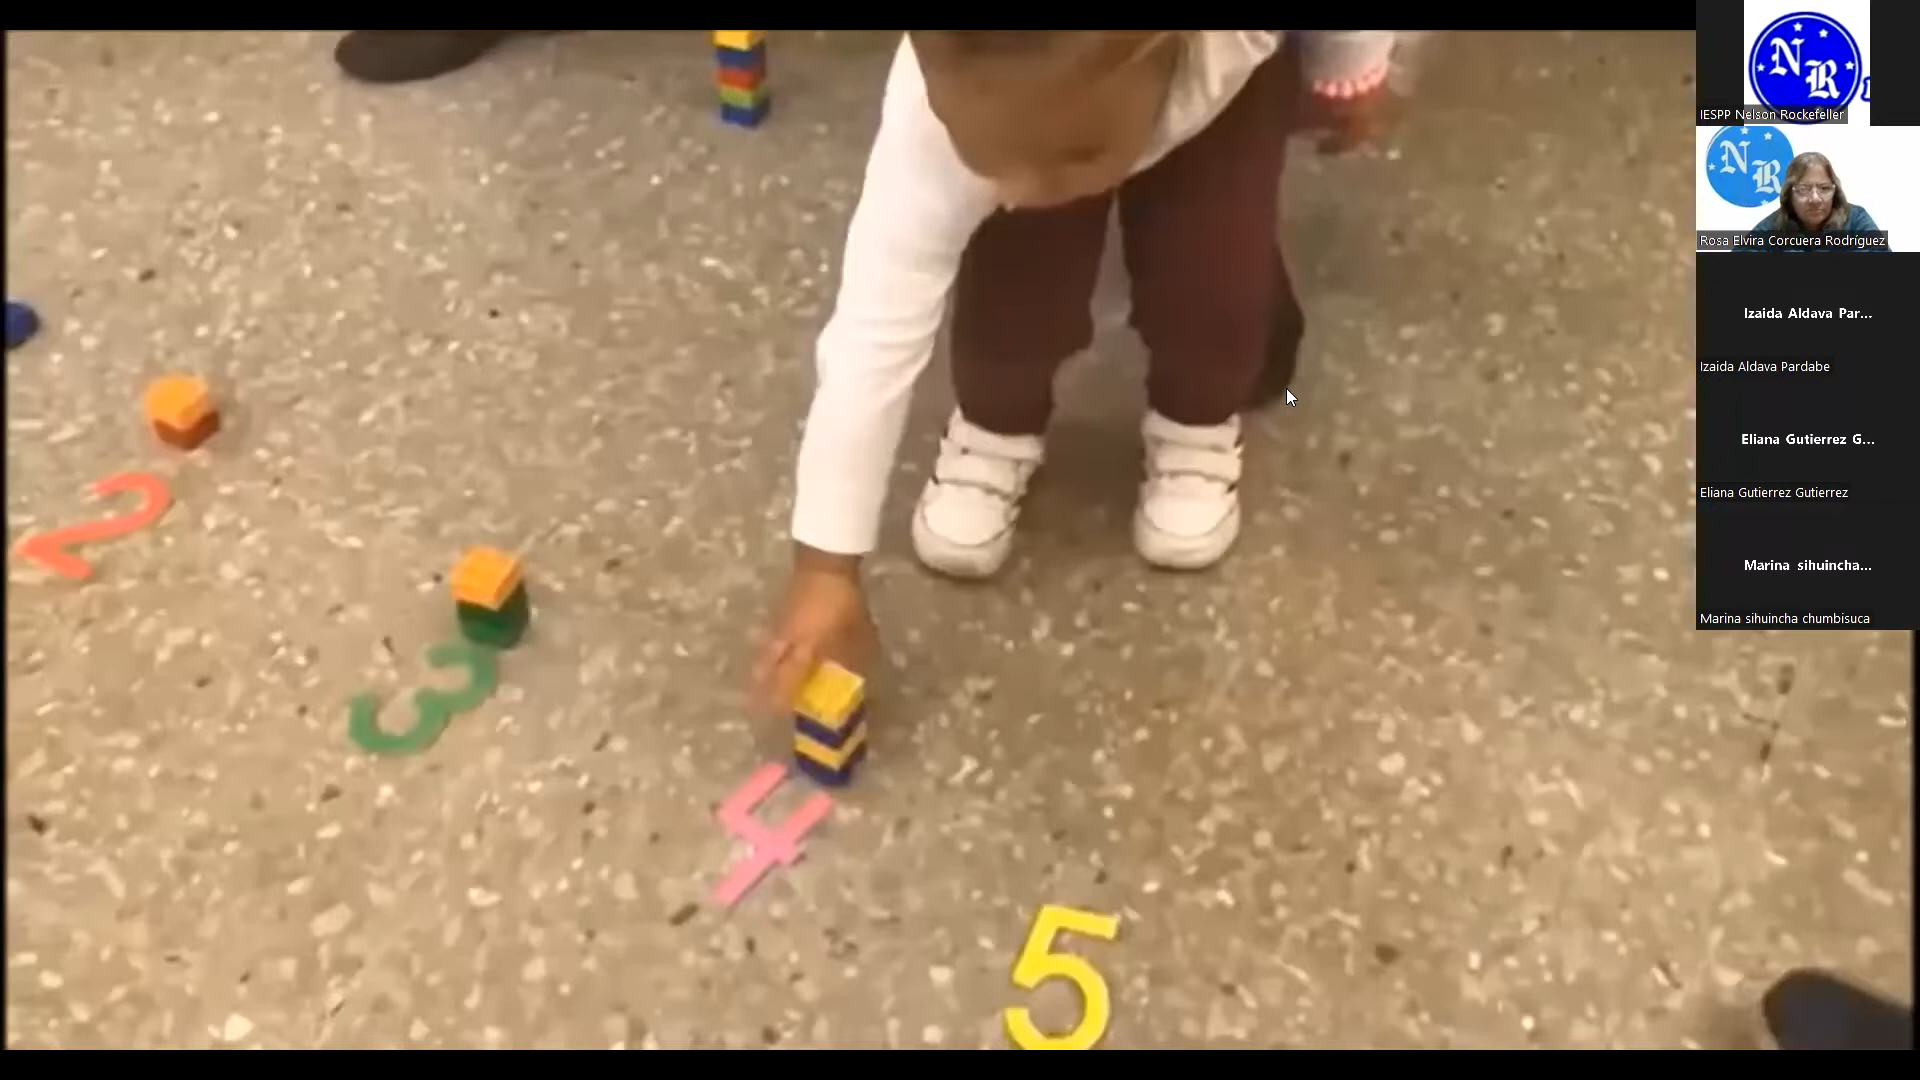 NR
IESPP Nelson Rockefeller
NR
Rosa Elvira Corcuera Rodríguez
Izaida Aldava Par...
Izaida Aldava Pardabe
Eliana Gutierrez G...
Eliana Gutierrez Gutierrez
Marina sihuincha...
Marina sihuincha chumbisuca
2
3
4
5